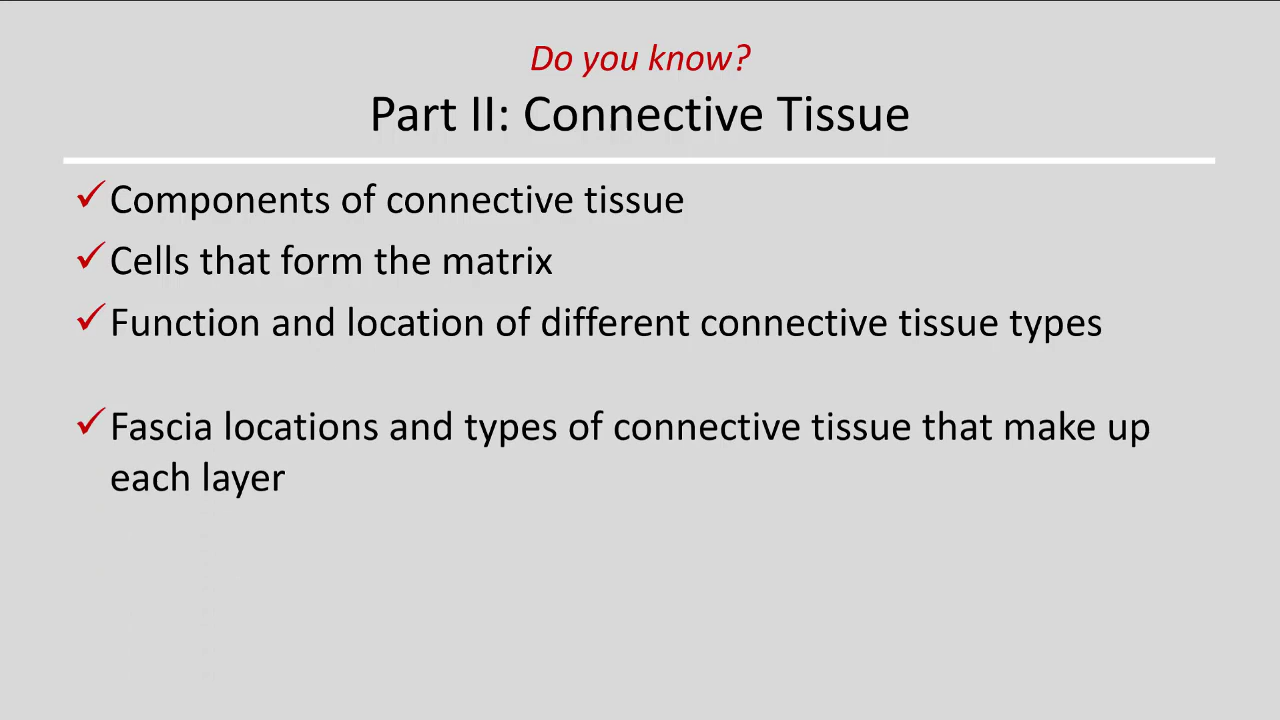 Do you know?
Part II: Connective Tissue
✓Components of connective tissue
✓Cells that form the matrix
✓Function and location of different connective tissue types
✓Fascia locations and types of connective tissue that make up
each layer